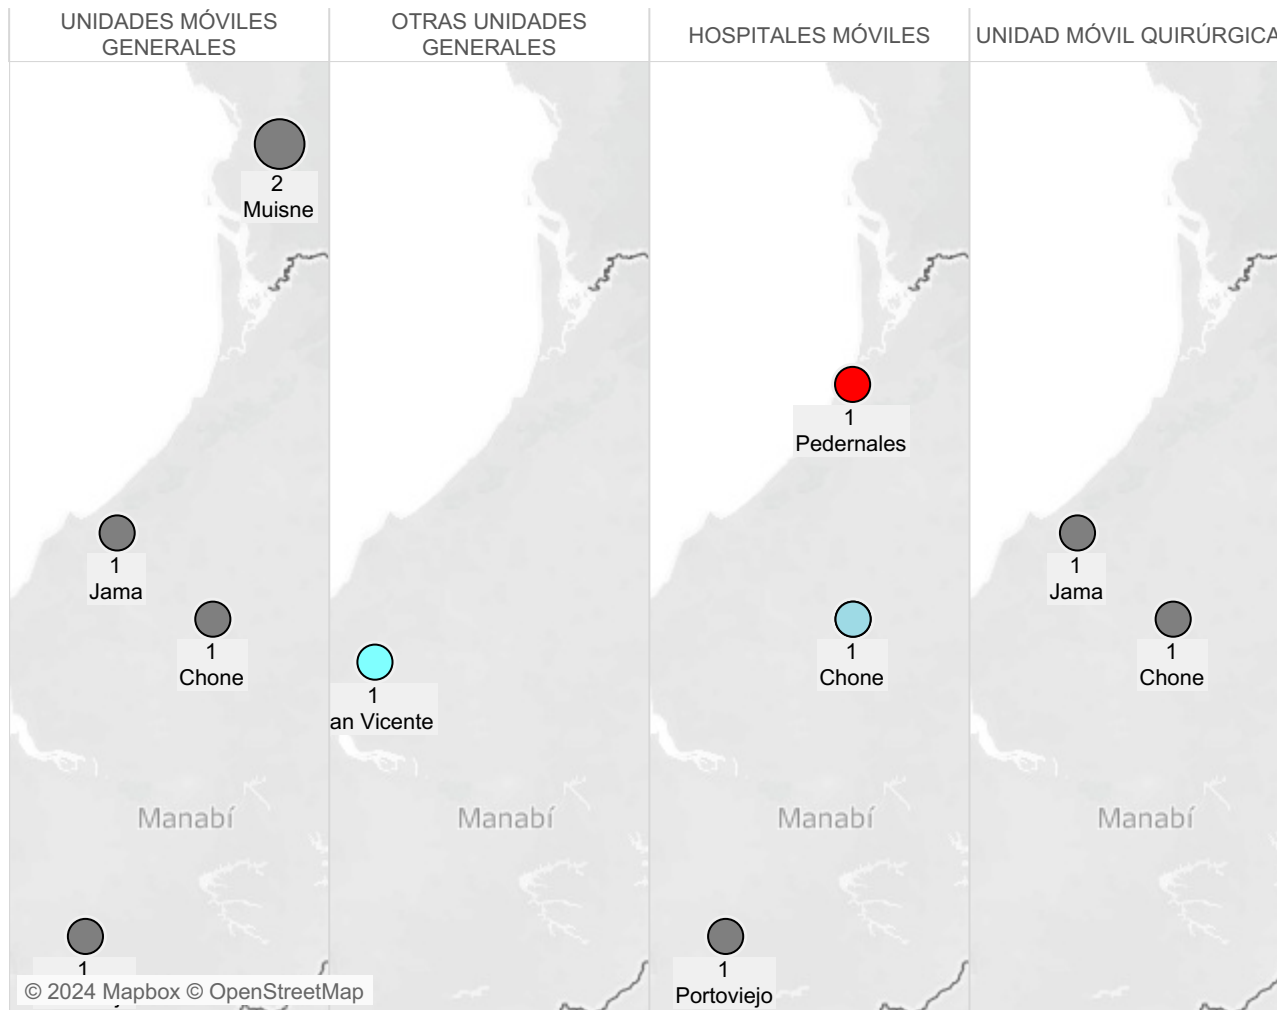 UNIDADES MÓVILES
GENERALES
OTRAS UNIDADES
GENERALES
HOSPITALES MÓVILES
UNIDAD MÓVIL QUIRÚRGICA
2
Muisne
1
Jama
1
Chone
Manabí
1
© 2024 Mapbox © OpenStreetMap
1
an Vicente
Manabí
1
Pedernales
1
Chone
Manabí
1
Portoviejo
1
Jama
1
Chone
Manabí